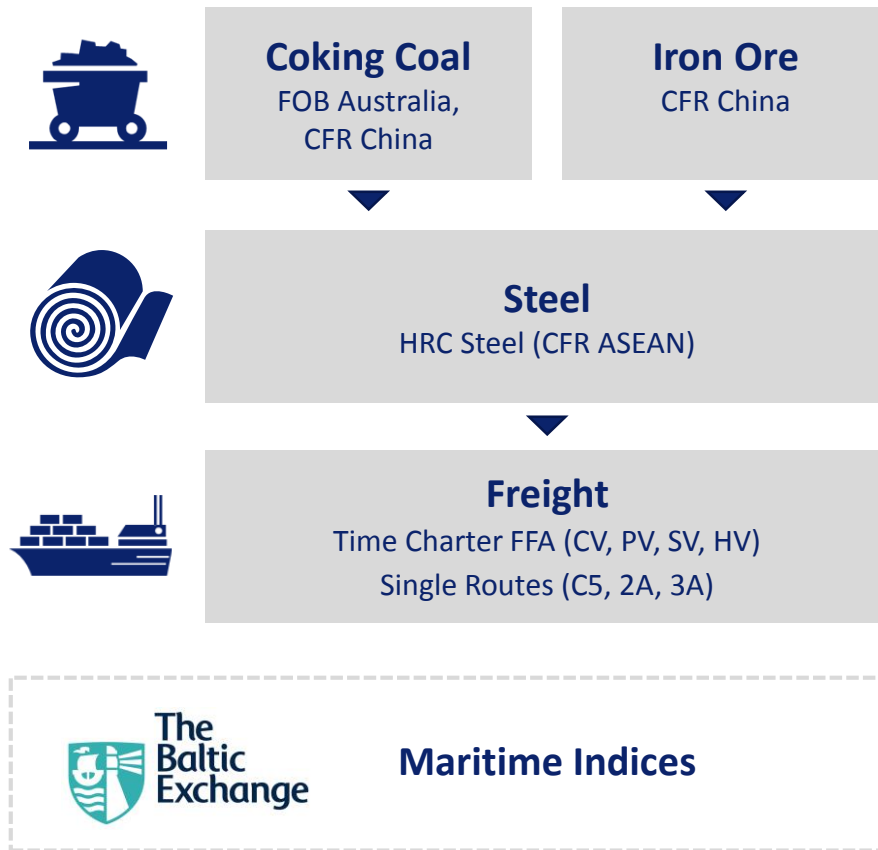 Coking Coal
FOB Australia,
CFR China
Iron Ore
CFR China
Steel
HRC Steel (CFR ASEAN)
Freight
Time Charter FFA (CV, PV, SV, HV)
Single Routes (C5, 2A, 3A)
The
Baltic
Exchange
Maritime Indices